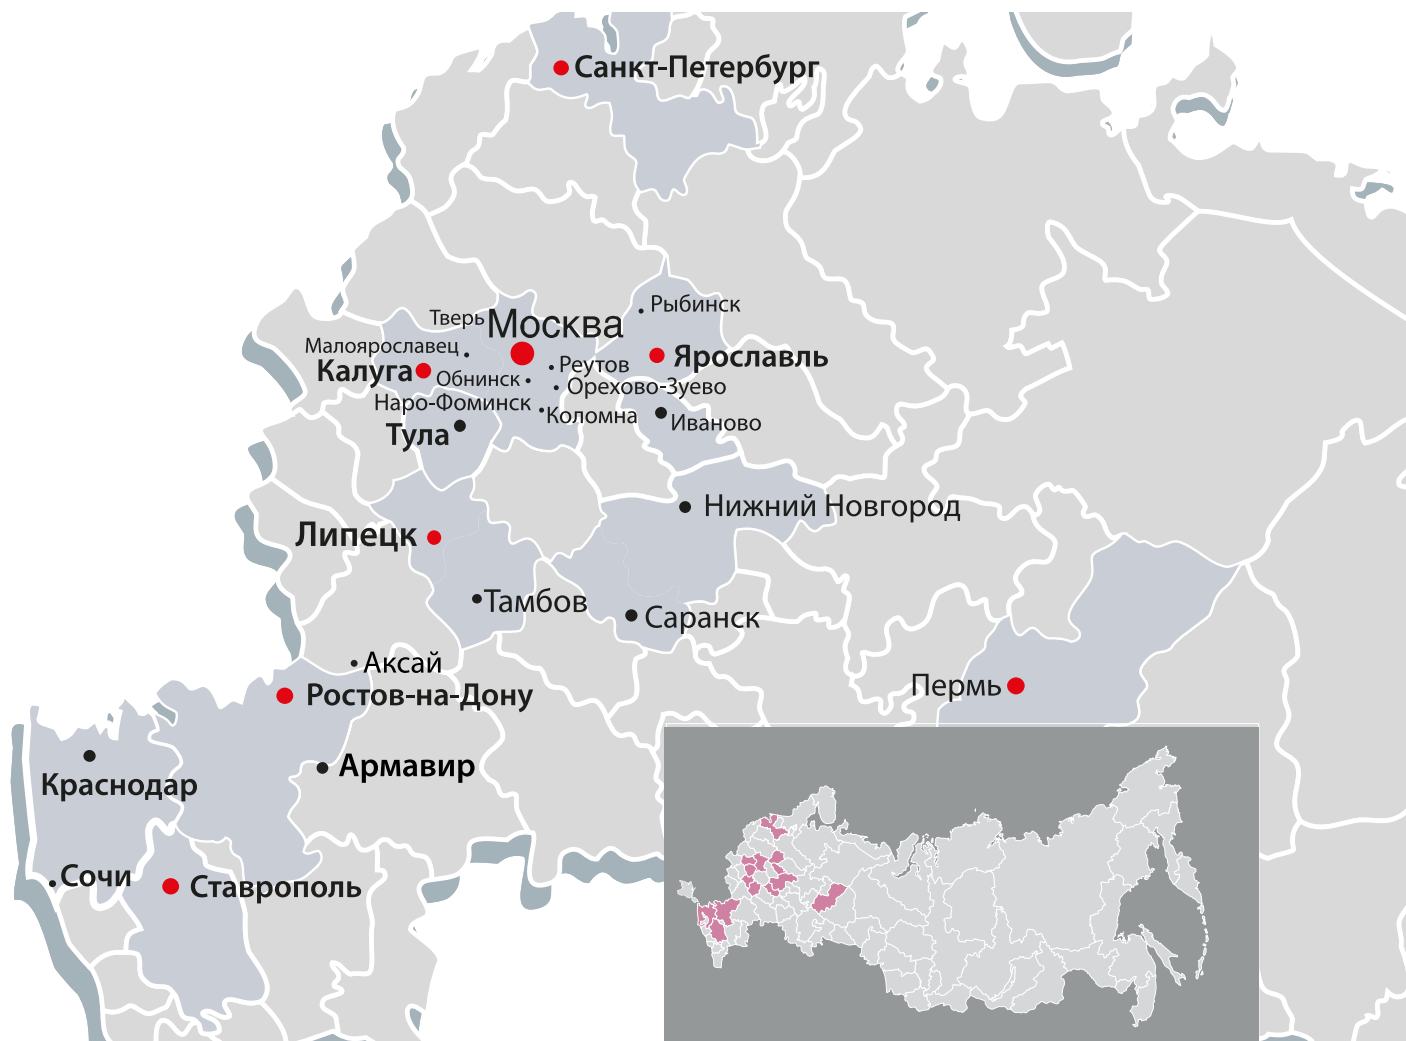 Санкт-Петербург
Рыбинск
Тверь
Москва
Малоярославец
Ярославль
Калуга
Реутов
Обнинск
Орехово-Зуево
Наро-Фоминск
Коломна
Иваново
Тула
Нижний Новгород
Липецк
Тамбов
Саранск
Аксай
Пермь
Ростов-на-Дону
Армавир
Краснодар
Сочи
Ставрополь